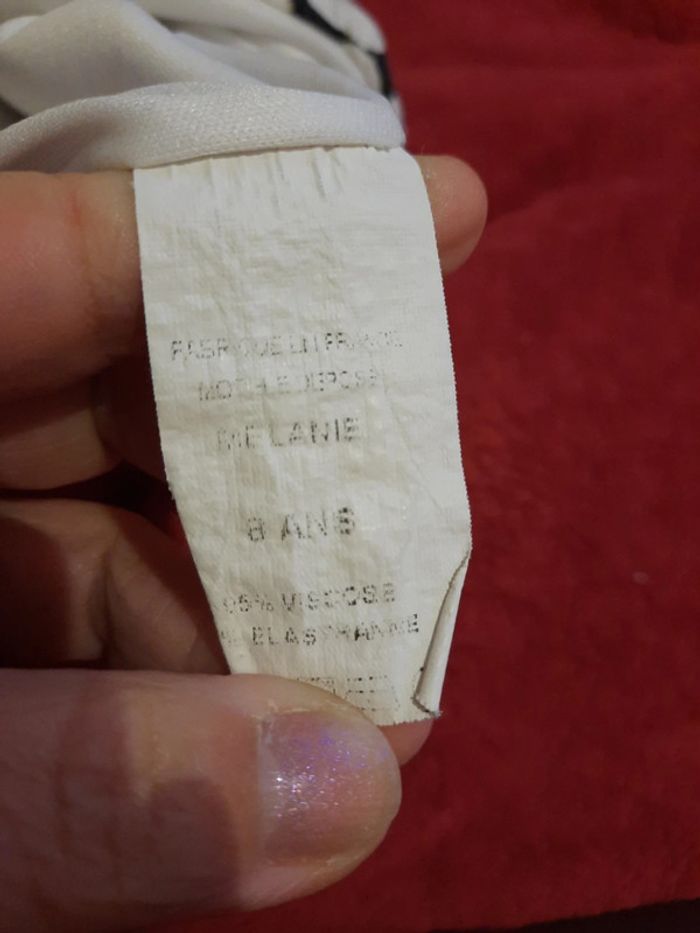 FABRIQUE EN FRANCE
MODELE DEPOSE
MELANIE
8 ANS
95% VISCOSE
ELASTHANNE